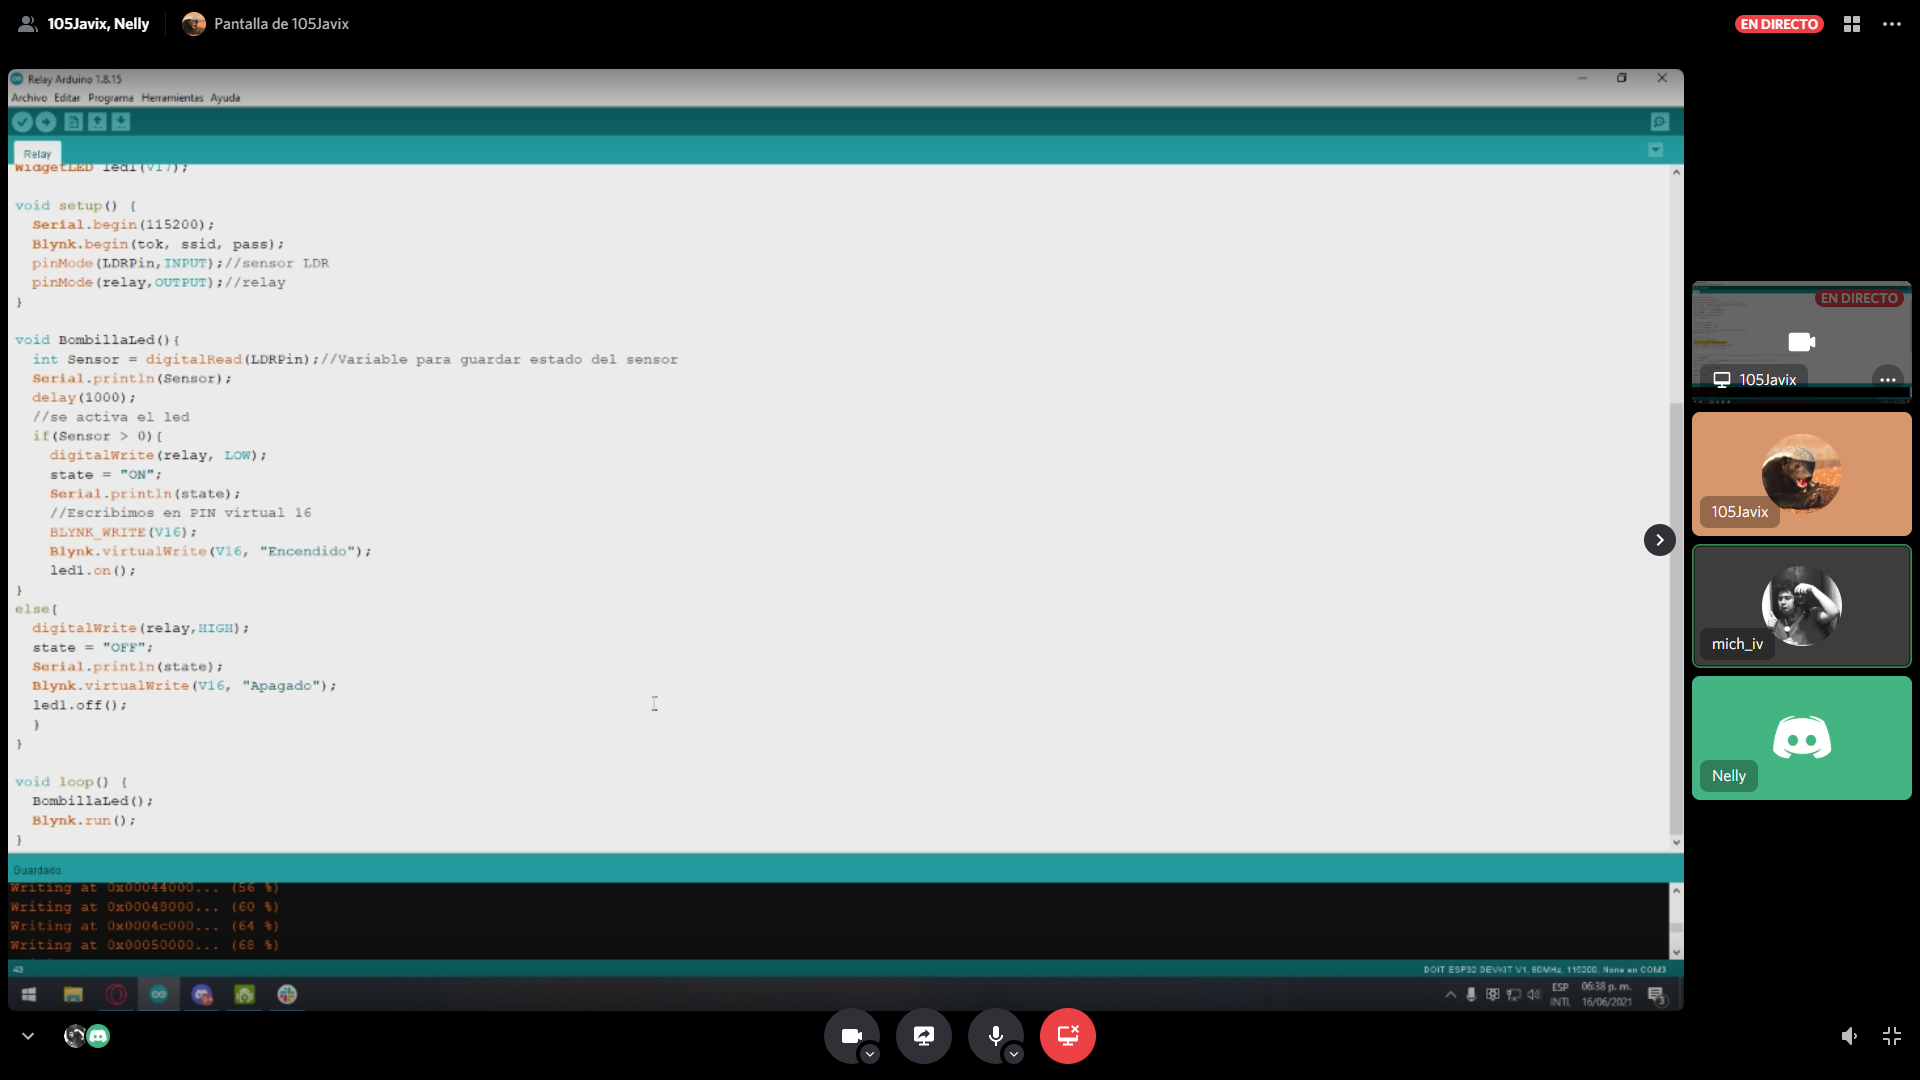 105Javix, Nelly
Pantalla de 105Javix
EN DIRECTO
Relay Arduino 1.8.15
Archivo Editar Programa Herramientas Ayuda
Relay
WidgetLED led1(V17);
void setup() {
Serial.begin(115200);
Blynk.begin(tok, ssid, pass);
pinMode(LDRPin,INPUT);//sensor LDR
pinMode(relay,OUTPUT);//relay
}
void BombillaLed(){
int Sensor = digitalRead(LDRPin);//Variable para guardar estado del sensor
Serial.println(Sensor);
delay(1000);
//se activa el led
if(Sensor > 0){
digitalWrite(relay, LOW);
state = "ON";
Serial.println(state);
//Escribimos en PIN virtual 16
BLYNK_WRITE(V16);
Blynk.virtualWrite(V16, "Encendido");
led1.on();
}
else{
digitalWrite(relay,HIGH);
state = "OFF";
Serial.println(state);
Blynk.virtualWrite(V16, "Apagado");
led1.off();
}
}
void loop() {
BombillaLed();
Blynk.run();
}
Guardado.
Writing at 0x00044000... (56 %)
Writing at 0x00048000... (60 %)
Writing at 0x0004c000... (64 %)
Writing at 0x00050000... (68 %)
43
DOIT ESP32 DEVKIT V1, 80MHz, 115200, None en COM3
ESP
INTL
06:38 p. m.
16/06/2021
3
EN DIRECTO
105Javix
105Javix
mich_iv
Nelly